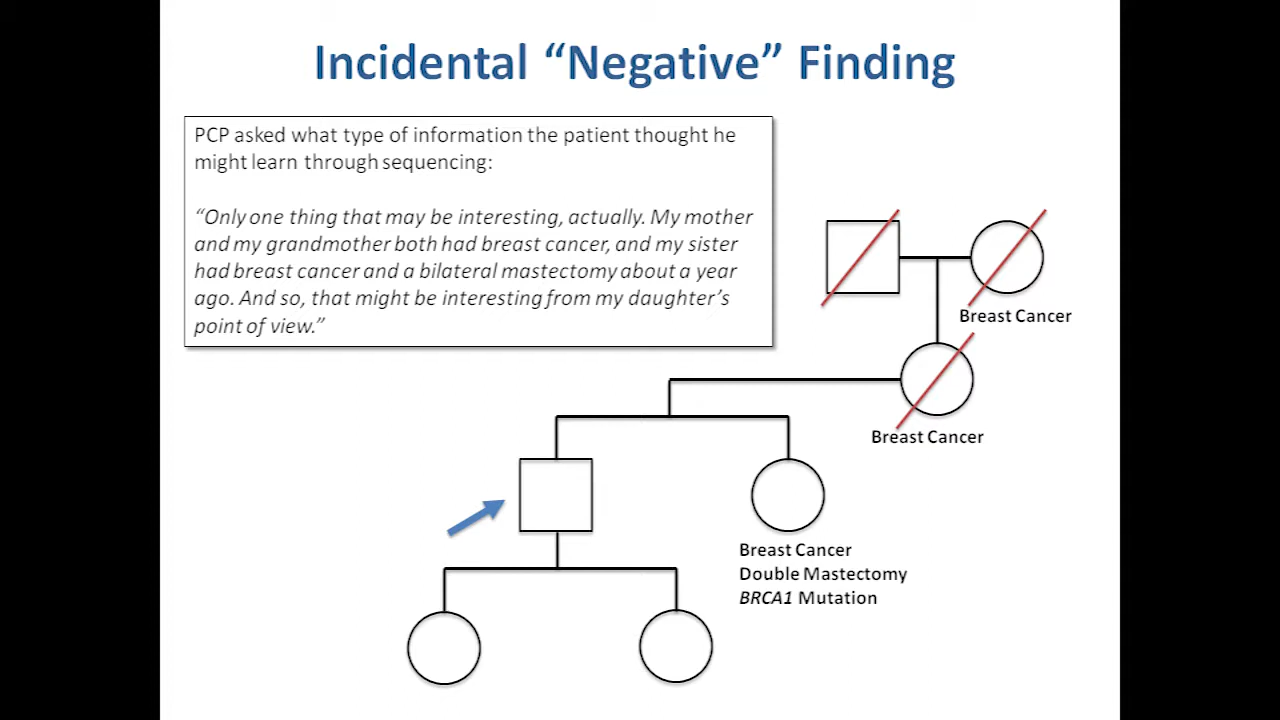 Incidental “Negative” Finding
PCP asked what type of information the patient thought he
might learn through sequencing:
“Only one thing that may be interesting, actually. My mother
and my grandmother both had breast cancer, and my sister
had breast cancer and a bilateral mastectomy about a year
ago. And so, that might be interesting from my daughter’s
point of view.”
Breast Cancer
Breast Cancer
Breast Cancer
Double Mastectomy
BRCA1 Mutation